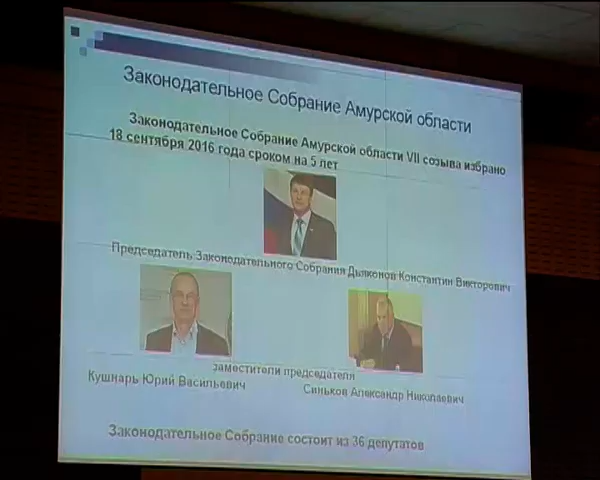 Законодательное Собрание Амурской области
Законодательное Собрание Амурской области VII созыва избрано
18 сентября 2016 года сроком на 5 лет
Председатель Законодательного Собрания Дьяконов Константин Викторович
заместители председателя
Кушнарь Юрий Васильевич
Синьков Александр Николаевич
Законодательное Собрание состоит из 36 депутатов